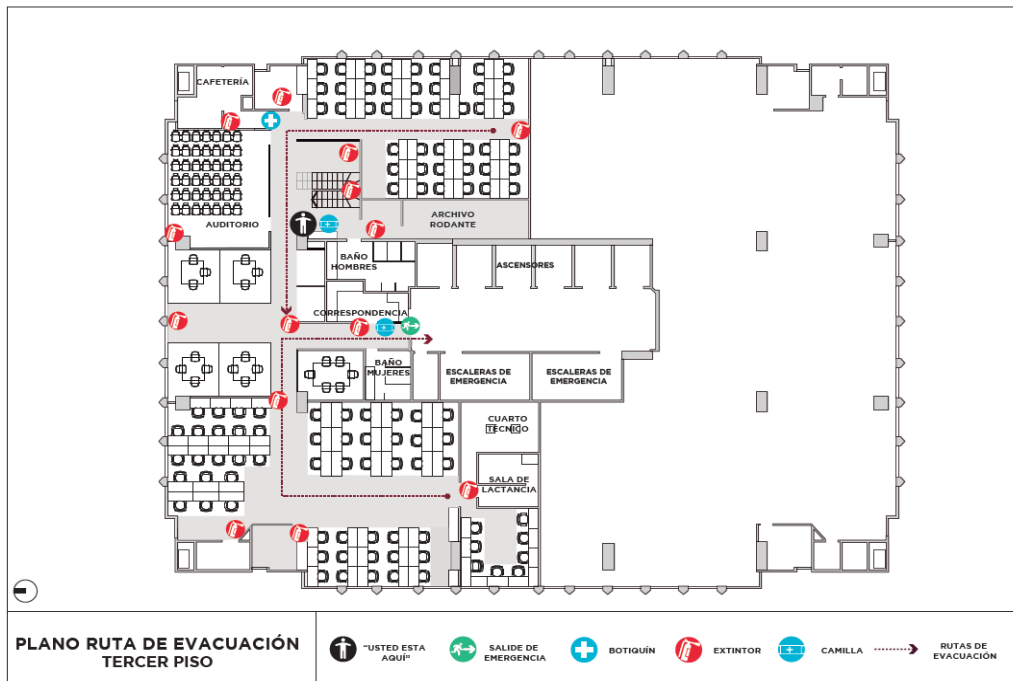 CAFETERÍA
AUDITORIO
ARCHIVO
RODANTE
BAÑO
HOMBRES
ASCENSORES
CORRESPONDENCIA
BAÑO
MUJERES
ESCALERAS DE
EMERGENCIA
ESCALERAS DE
EMERGENCIA
CUARTO
TÉCNICO
SALA DE
LACTANCIA
PLANO RUTA DE EVACUACIÓN
TERCER PISO
"USTED ESTA
AQUÍ"
SALIDE DE
EMERGENCIA
BOTIQUÍN
EXTINTOR
CAMILLA
RUTAS DE
EVACUACIÓN